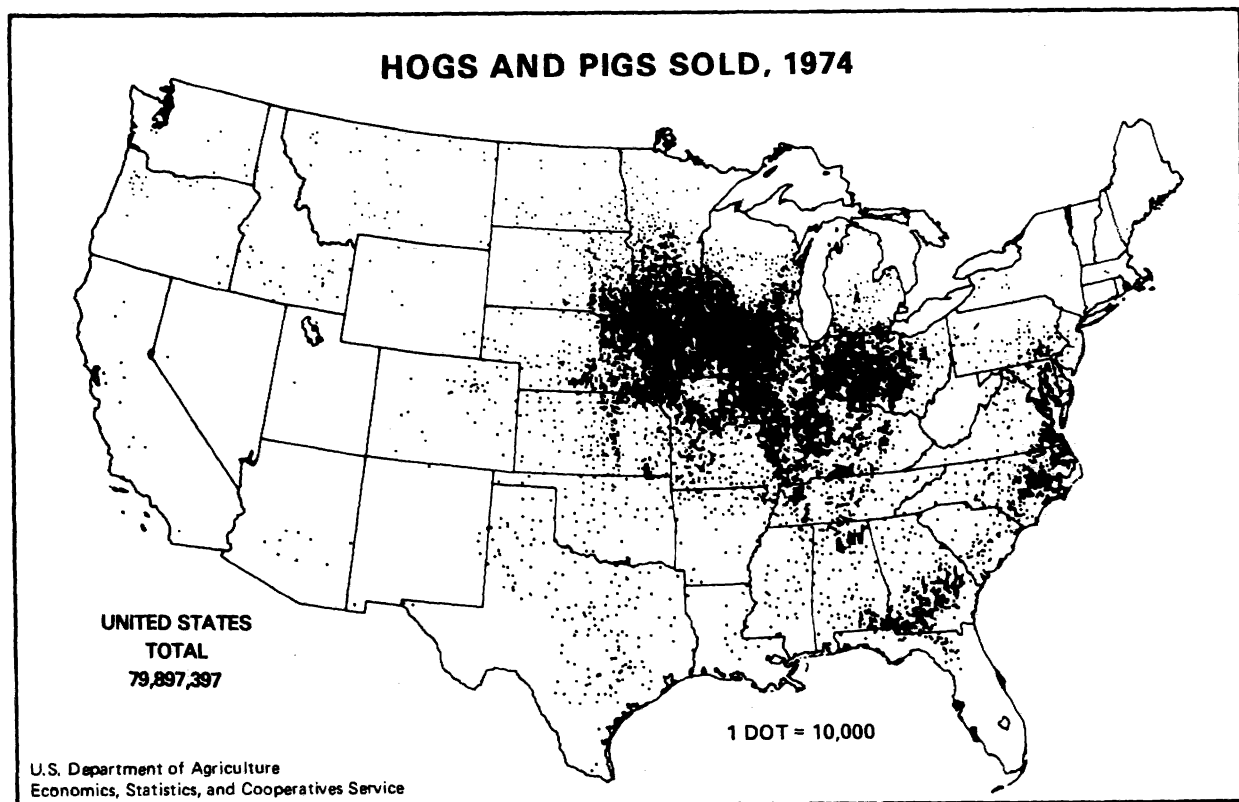 HOGS AND PIGS SOLD, 1974
UNITED STATES
TOTAL
79,897,397
1 DOT = 10,000
U.S. Department of Agriculture
Economics, Statistics, and Cooperatives Service